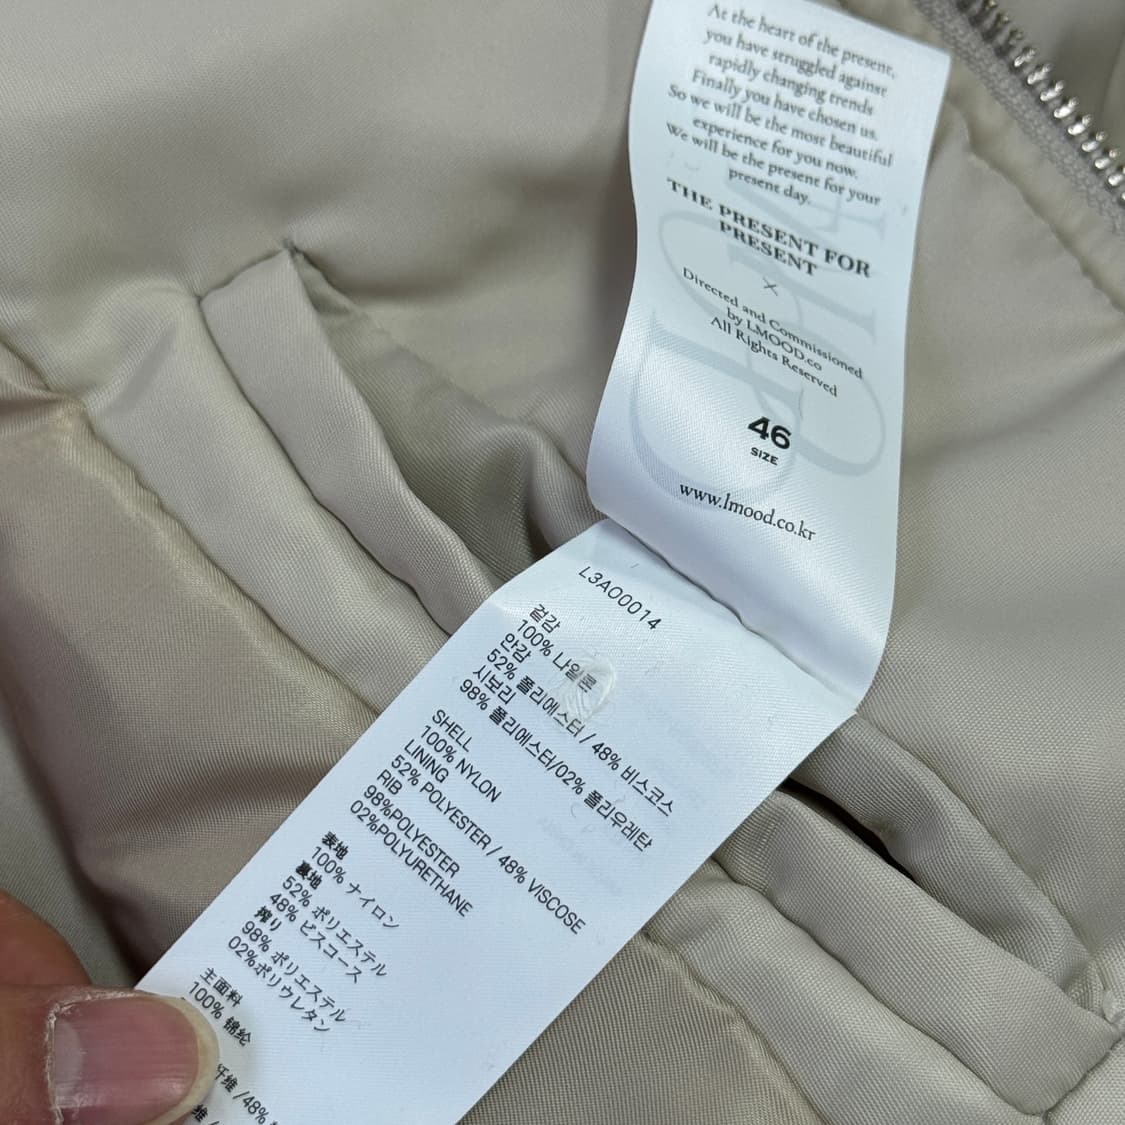 At the heart of the present,
you have struggled against
rapidly changing trends
Finally you have chosen us.
So we will be the most beautiful
experience for you now.
We will be the present for your
present day.
THE PRESENT FOR
PRESENT
×
Directed and Commissioned
by LMOOD.co
All Rights Reserved
46
SIZE
www.lmood.co.kr
L3AO0014
겉감
100% 나일론
안감
52% 폴리에스터 / 48% 비스코스
시보리
98% 폴리에스터/02% 폴리우레탄
SHELL
100% NYLON
LINING
52% POLYESTER / 48% VISCOSE
RIB
98%POLYESTER
02%POLYURETHANE
表地
100% ナイロン
裏地
52% ポリエステル
48% ビスコース
搾り
98% ポリエステル
02%ポリウレタン
主面料
100% 锦纶
纤维 /48%
维 /